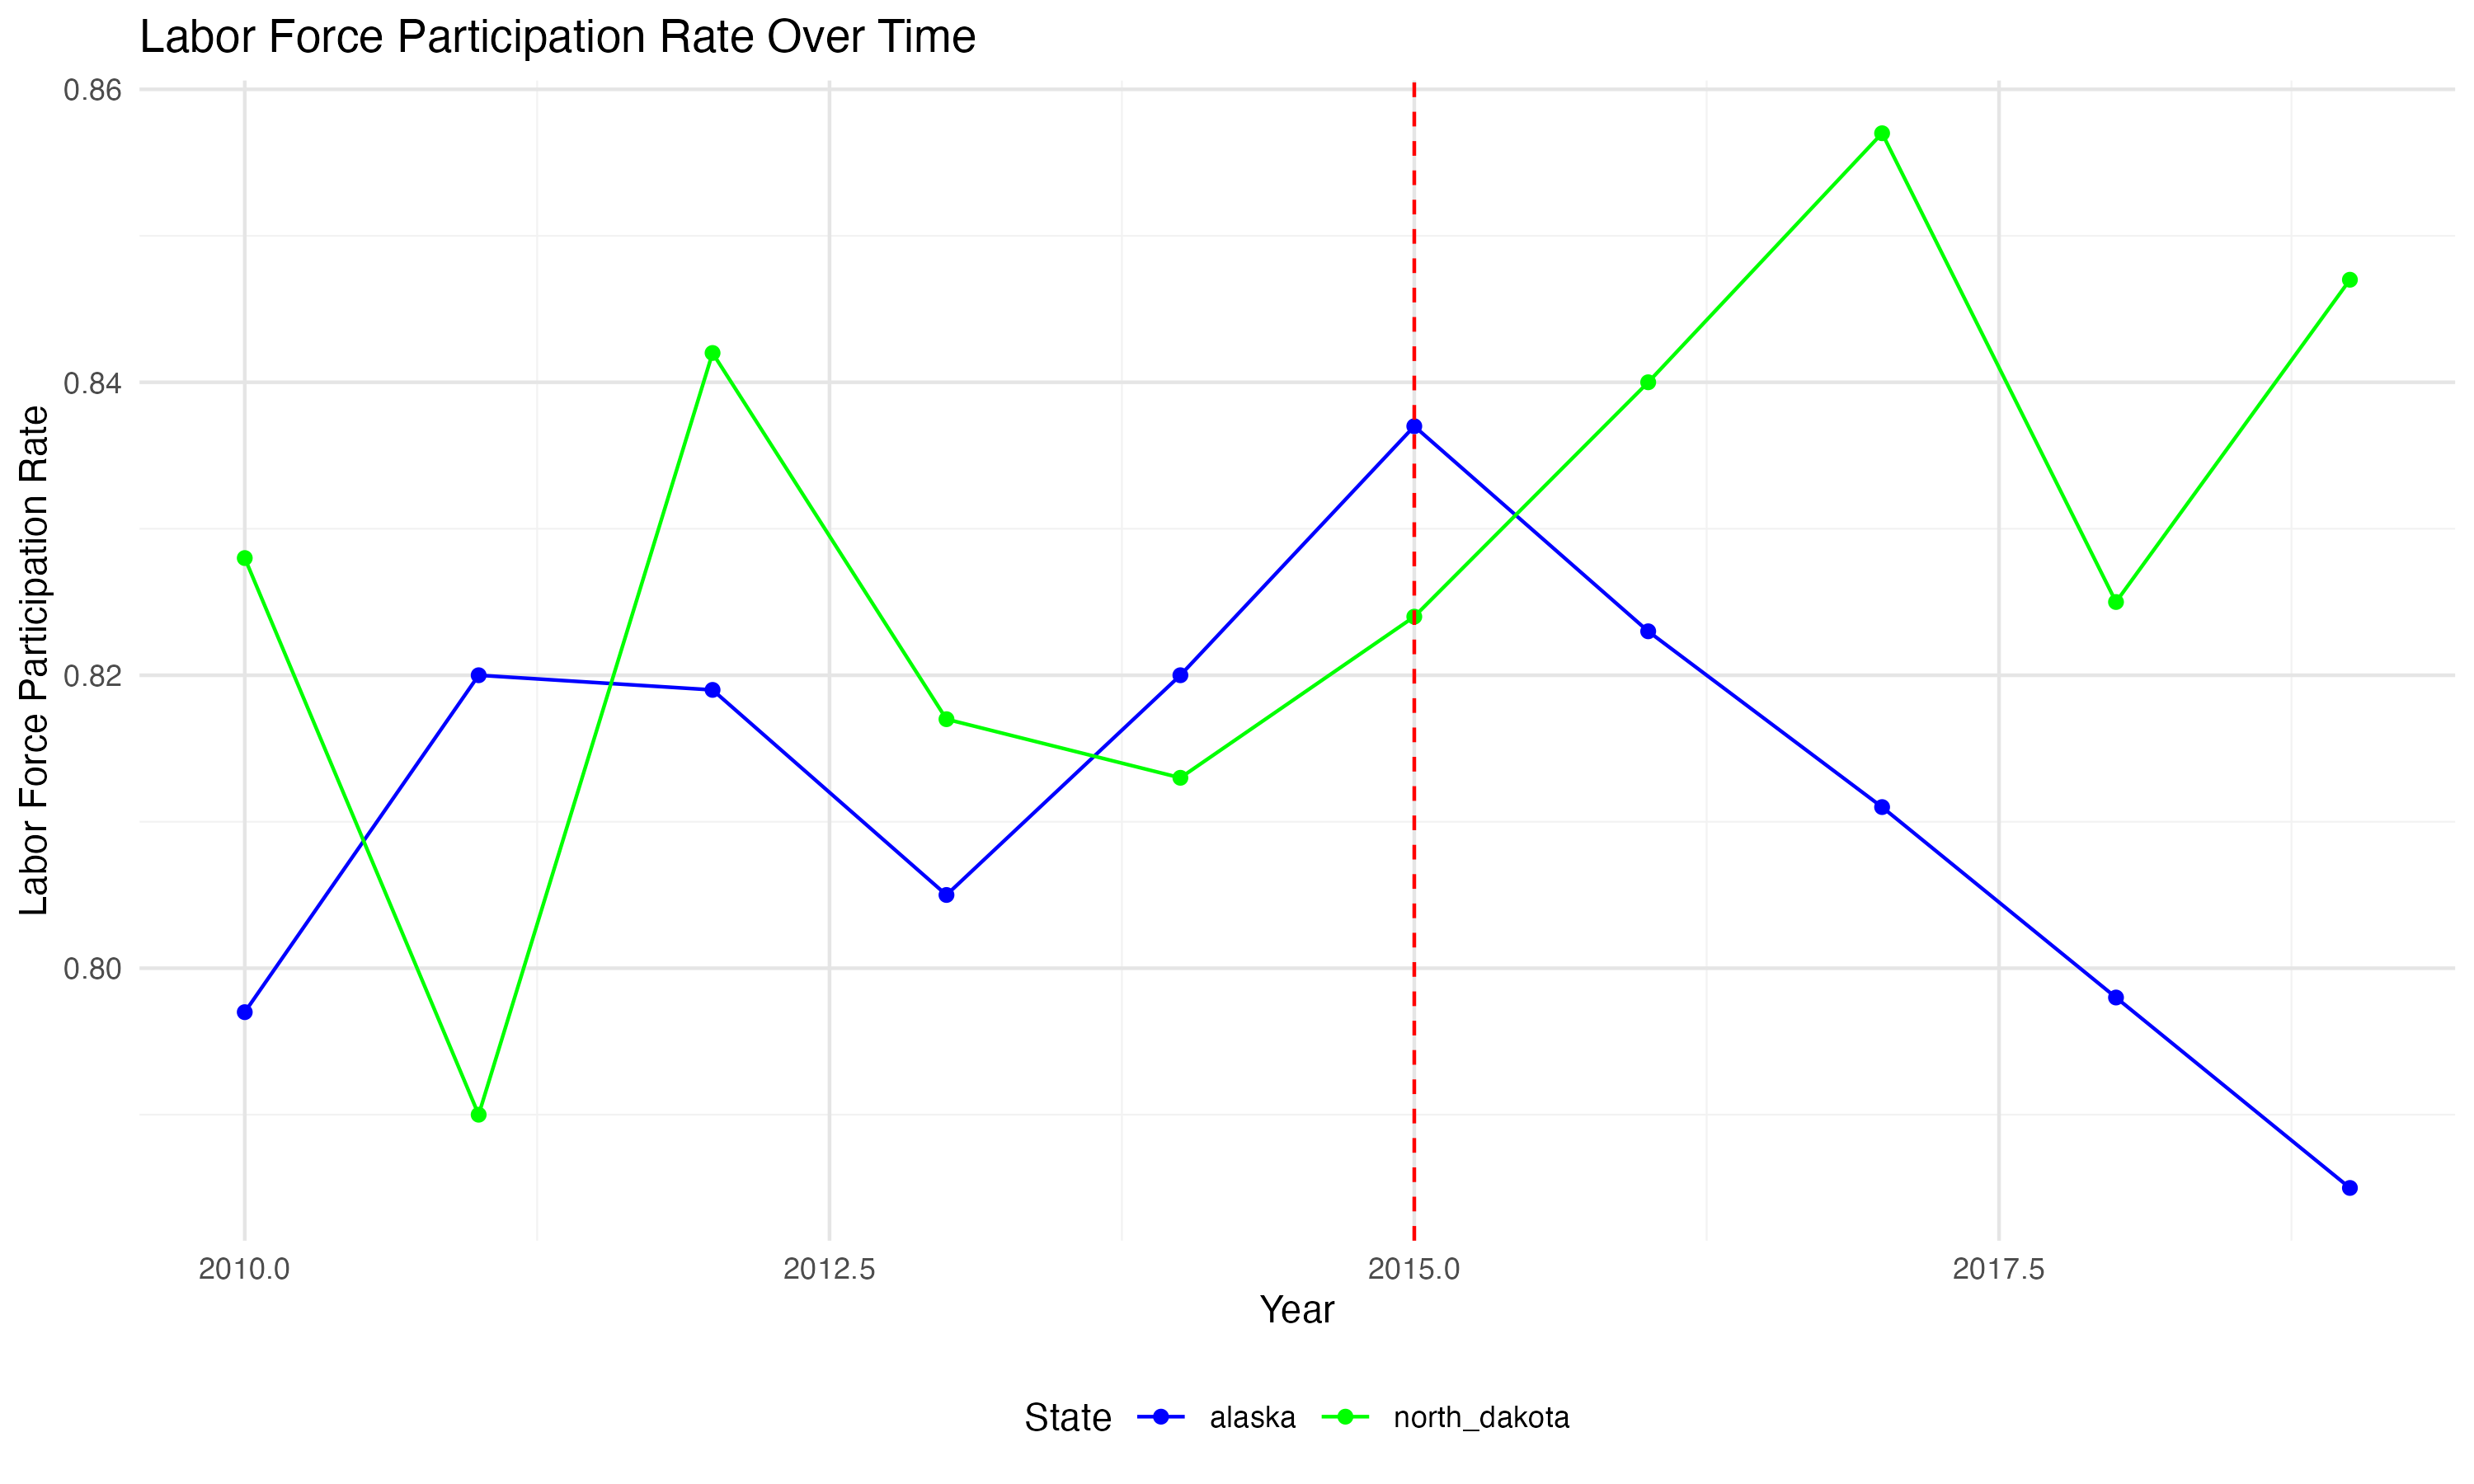 Labor Force Participation Rate Over Time
Labor Force Participation Rate
0.86
0.84
0.82
0.80
2010.0 2012.5 2015.0 2017.5
Year
State alaska north_dakota